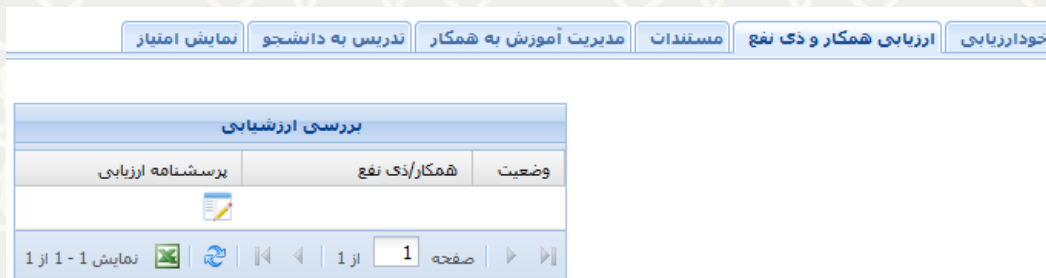 خودارزیابی ارزیابی همکار و ذی نفع مستندات مدیریت آموزش به همکار تدریس به دانشجو نمایش امتیاز
بررسی ارزشیابی
وضعیت همکار/ذی نفع پرسشنامه ارزیابی
صفحه 1 از 1 نمایش 1 - 1 از 1